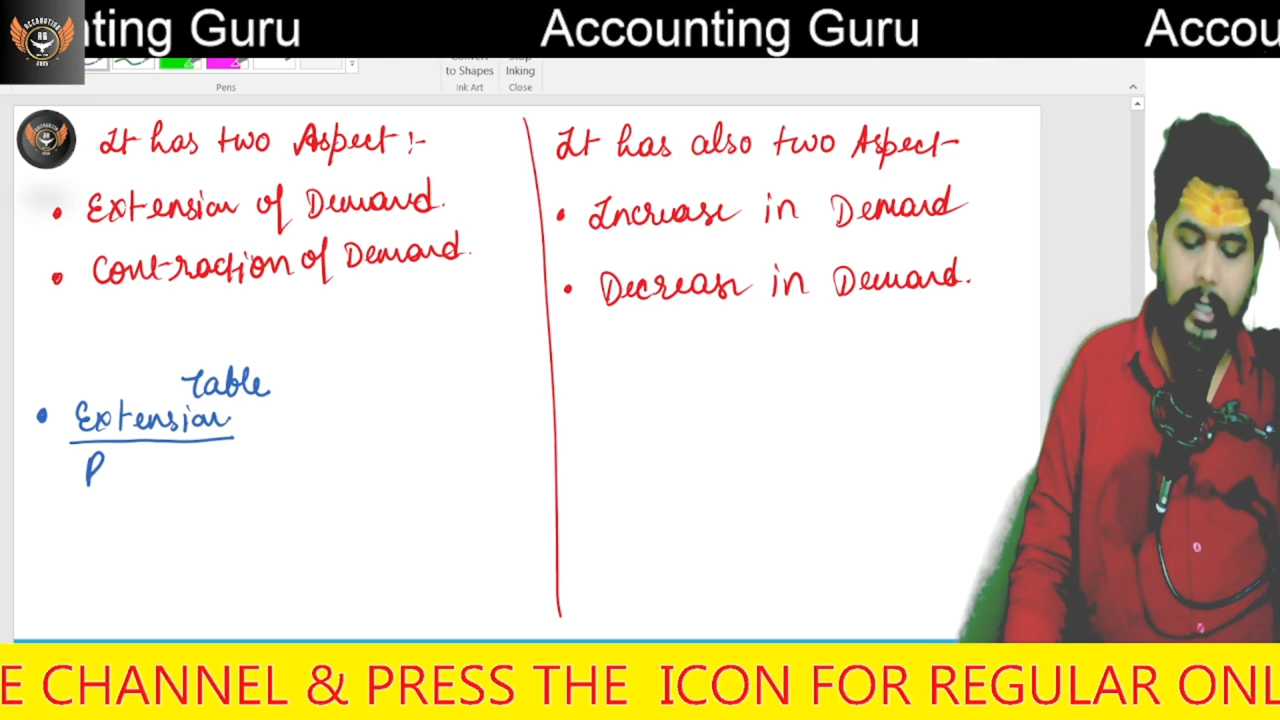 nting Guru Accounting Guru Accou
to Shapes Inking
Pens Ink Art Close
It has two Aspect :-
• Extension of Demand.
• Contraction of Demand.
It has also two Aspect-
• Increase in Demand
• Decrease in Demand.
Table
• Extension
P
E CHANNEL & PRESS THE ICON FOR REGULAR ONL